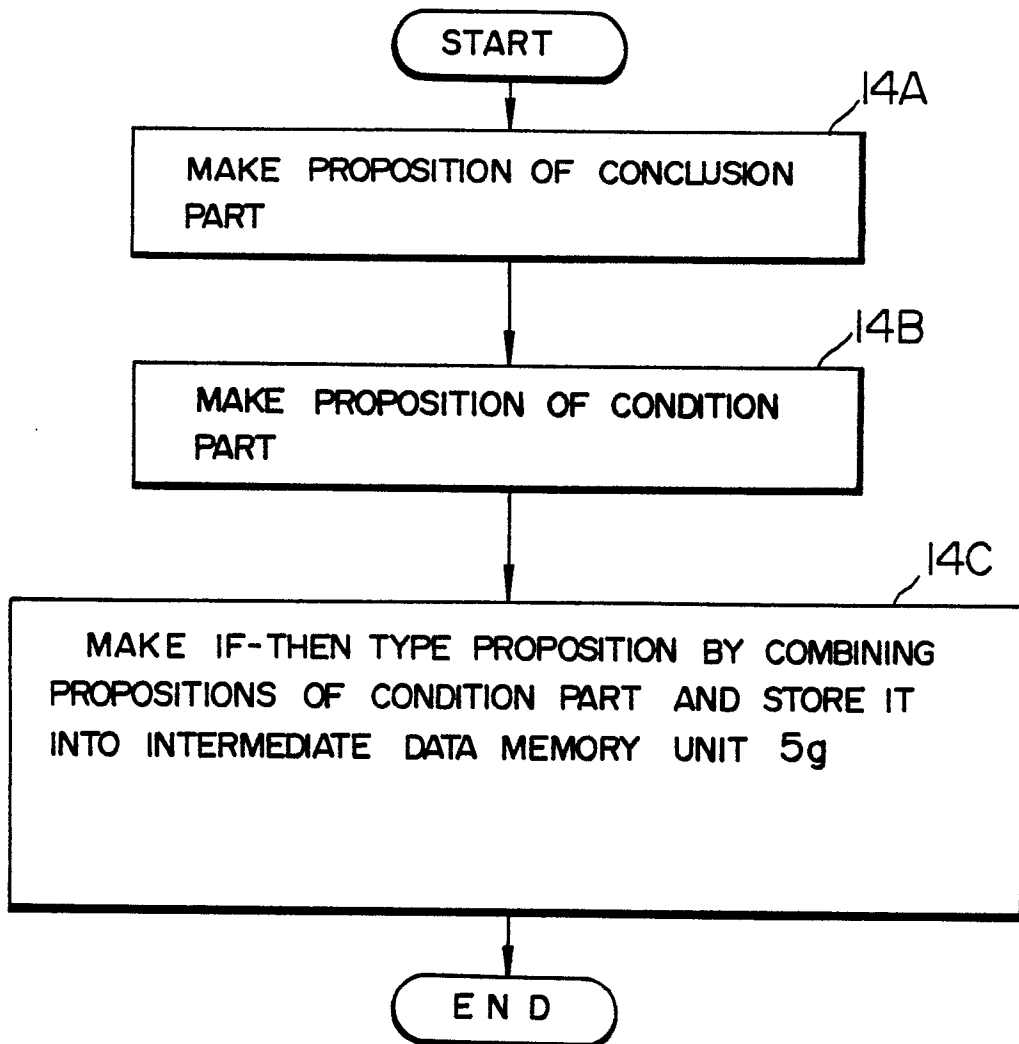 START
14A
MAKE PROPOSITION OF CONCLUSION
PART
14B
MAKE PROPOSITION OF CONDITION
PART
14C
MAKE IF-THEN TYPE PROPOSITION BY COMBINING
PROPOSITIONS OF CONDITION PART AND STORE IT
INTO INTERMEDIATE DATA MEMORY UNIT 5g
END